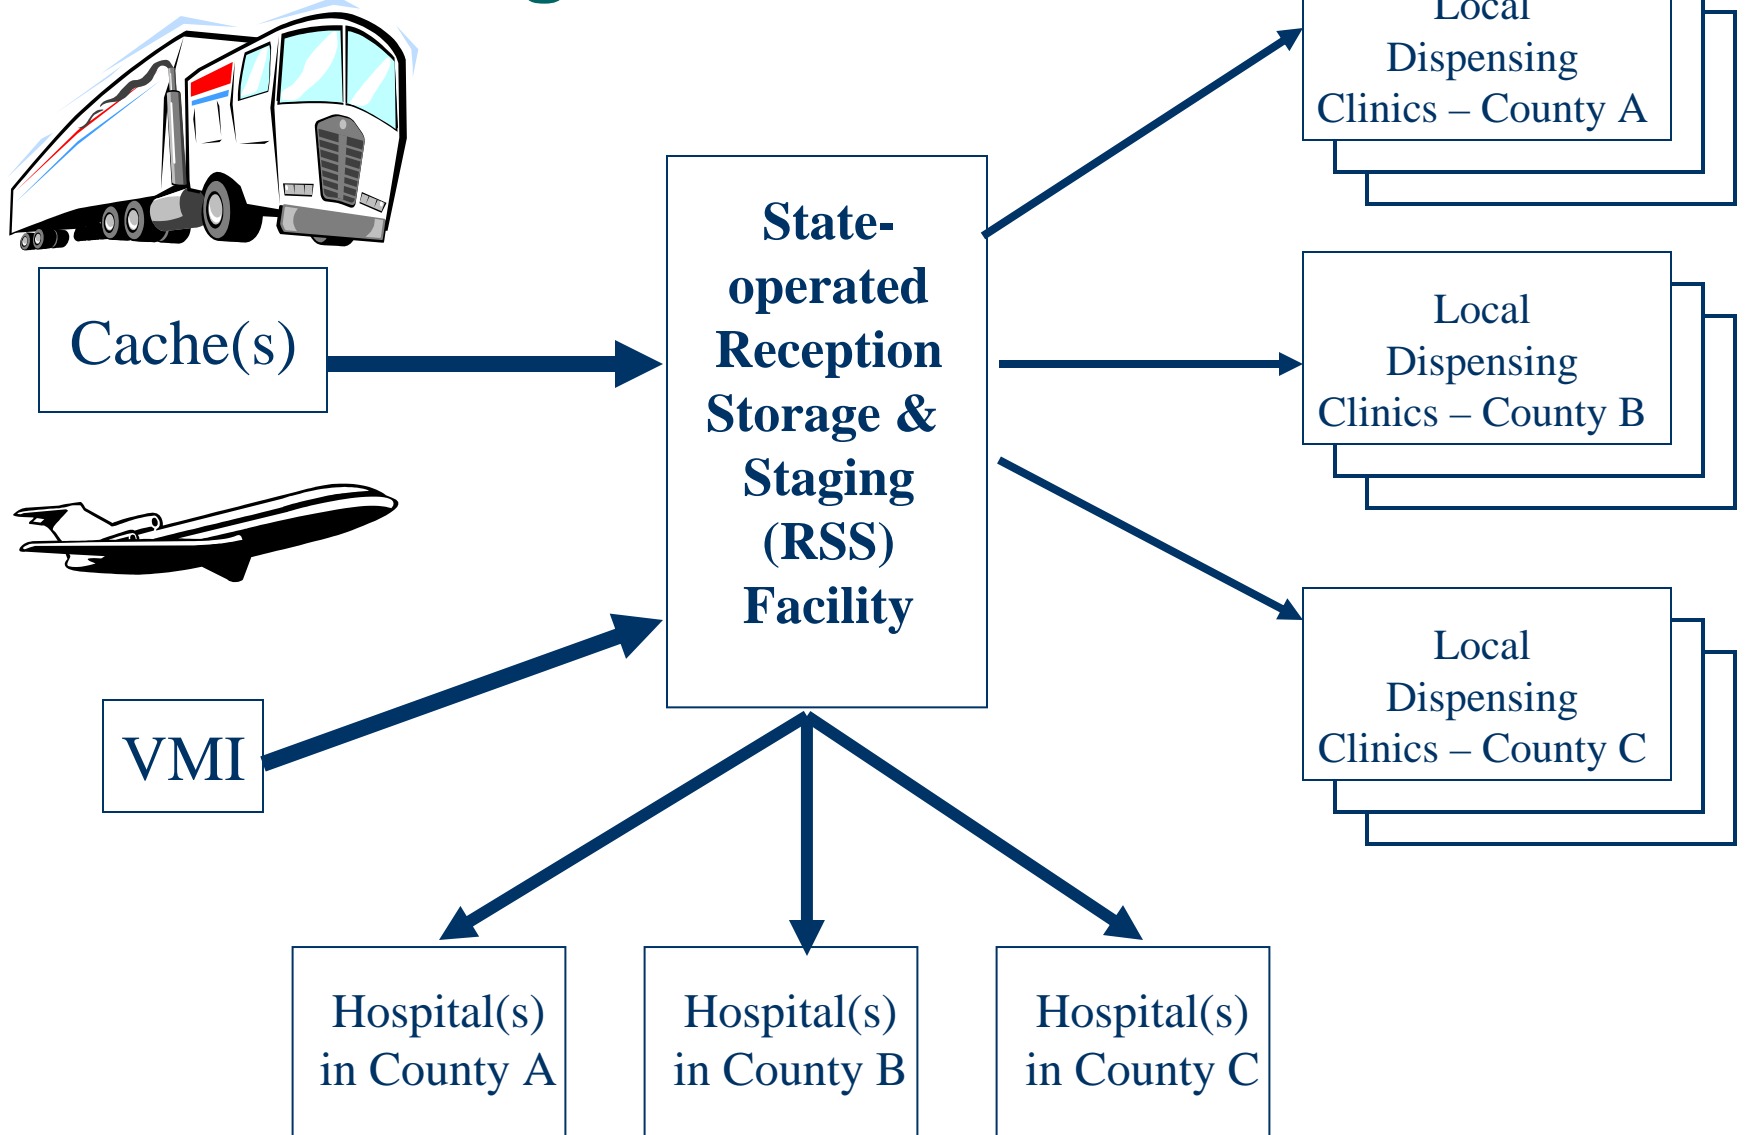 Cache(s)
VMI
State-
operated
Reception
Storage &
Staging
(RSS)
Facility
Local
Dispensing
Clinics – County A
Local
Dispensing
Clinics – County B
Local
Dispensing
Clinics – County C
Hospital(s)
in County A
Hospital(s)
in County B
Hospital(s)
in County C